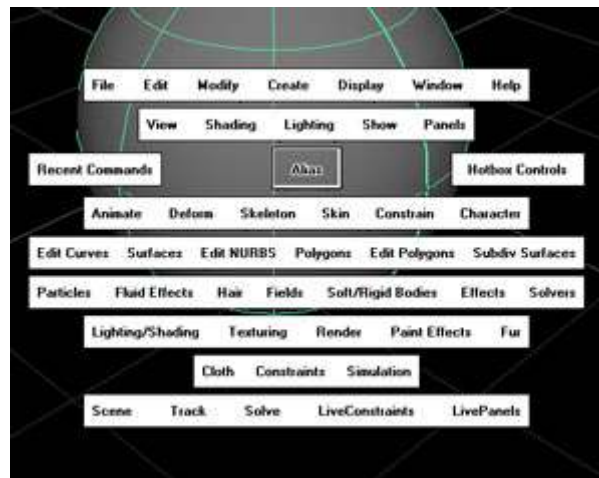 File Edit Modify Create Display Window Help
View Shading Lighting Show Panels
Recent Commands Alias Hotbox Controls
Animate Deform Skeleton Skin Constrain Character
Edit Curves Surfaces Edit NURBS Polygons Edit Polygons Subdiv Surfaces
Particles Fluid Effects Hair Fields Soft/Rigid Bodies Effects Solvers
Lighting/Shading Texturing Render Paint Effects Fur
Cloth Constraints Simulation
Scene Track Solve LiveConstraints LivePanels